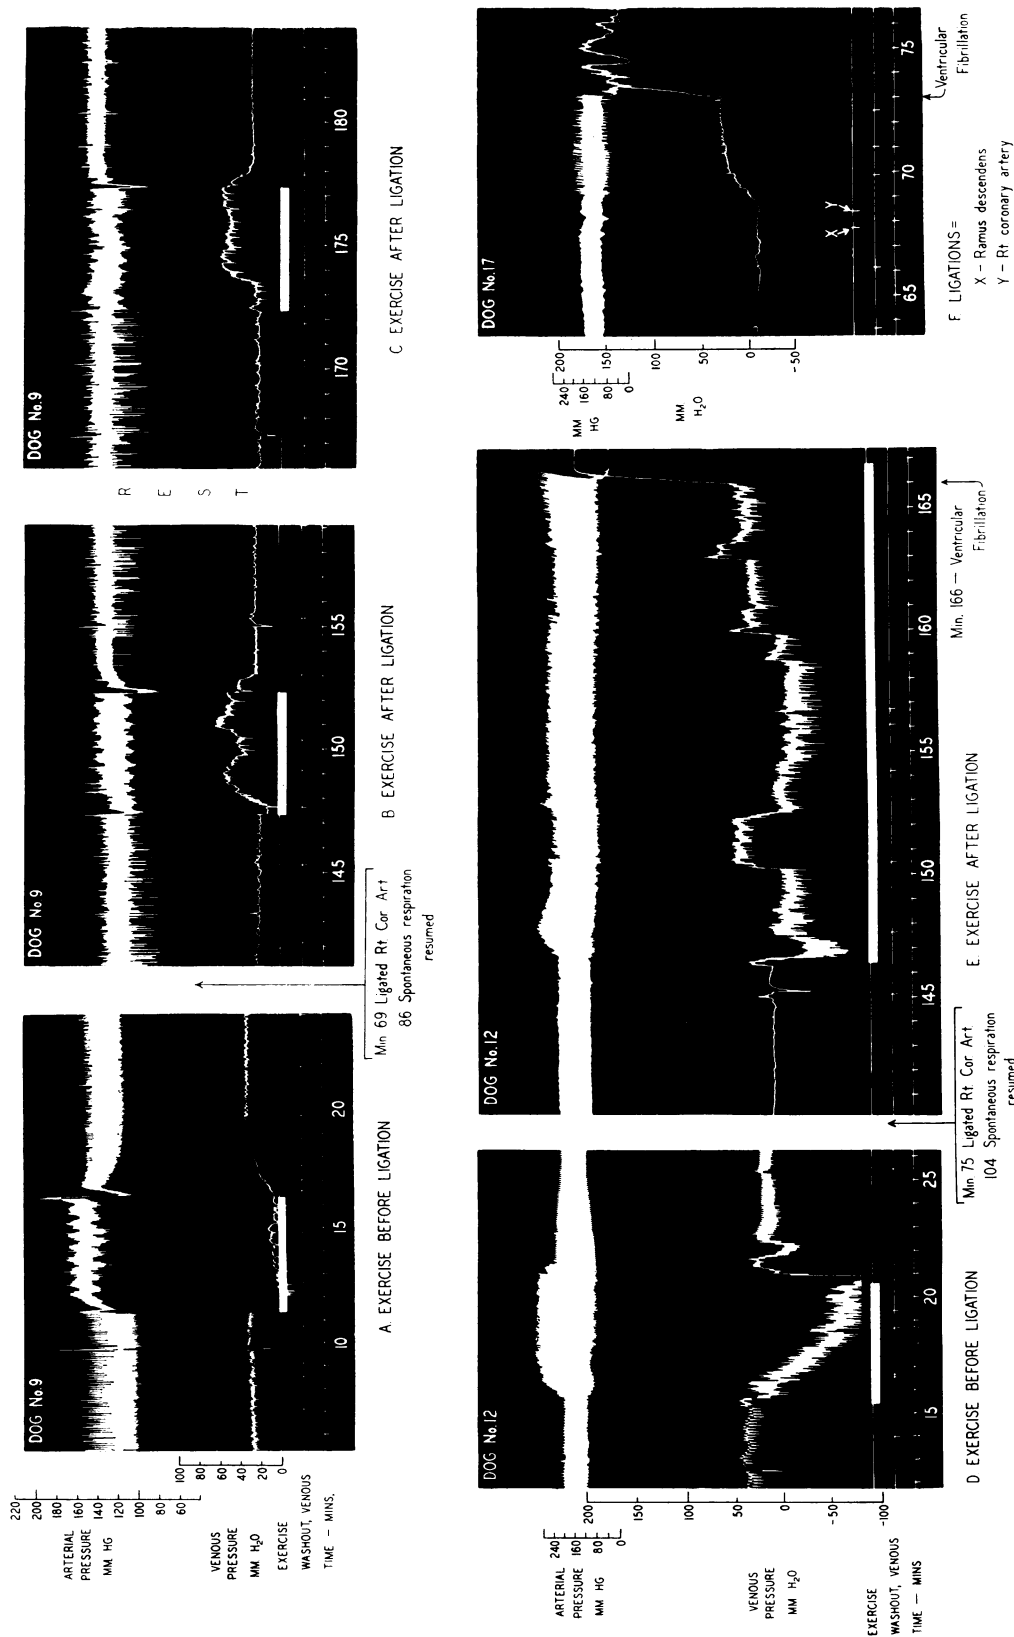 220
200
180
160
140
120
100
80
60
ARTERIAL
PRESSURE
MM. HG
100
80
60
40
20
0
VENOUS
PRESSURE
MM H₂O
EXERCISE
WASHOUT, VENOUS
TIME — MINS.
DOG No.9
10
15
20
A. EXERCISE BEFORE LIGATION
Min 69 Ligated Rt Cor Art
86 Spontaneous respiration
resumed
DOG No 9
145
150
155
B EXERCISE AFTER LIGATION
R E S T
DOG No.9
170
175
180
C EXERCISE AFTER LIGATION
240
160
80
0
ARTERIAL
PRESSURE
MM HG
200
150
100
50
0
-50
-100
VENOUS
PRESSURE
MM H₂O
EXERCISE
WASHOUT, VENOUS
TIME — MINS
DOG No.12
15
20
25
D EXERCISE BEFORE LIGATION
Min 75 Ligated Rt. Cor Art.
104 Spontaneous respiration
resumed
DOG No.12
145
150
155
160
165
E. EXERCISE AFTER LIGATION
Min. 166 — Ventricular
Fibrillation
240
160
80
0
MM
HG
200
150
100
50
0
-50
MM
H₂O
DOG No.17
X
Y
65
70
75
F LIGATIONS =
X — Ramus descendens
Y — Rt coronary artery
Ventricular
Fibrillation